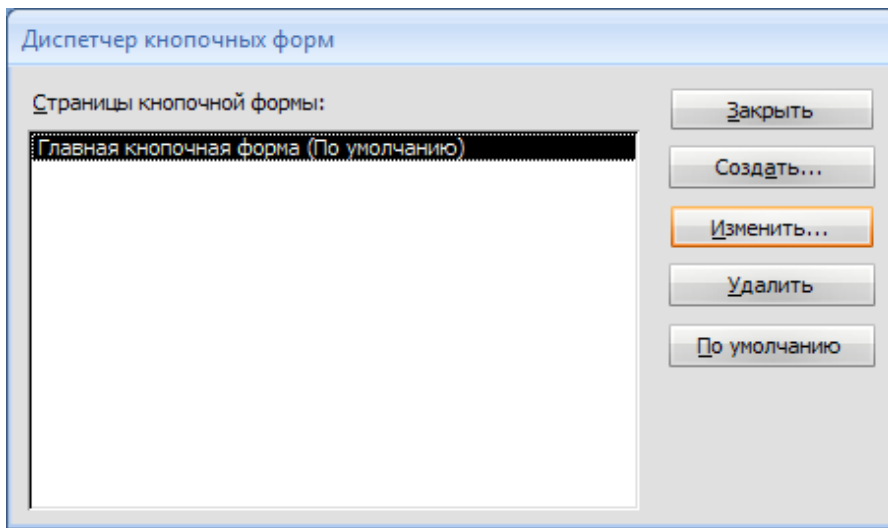 Диспетчер кнопочных форм
Страницы кнопочной формы:
Главная кнопочная форма (По умолчанию)
Закрыть
Создать...
Изменить...
Удалить
По умолчанию